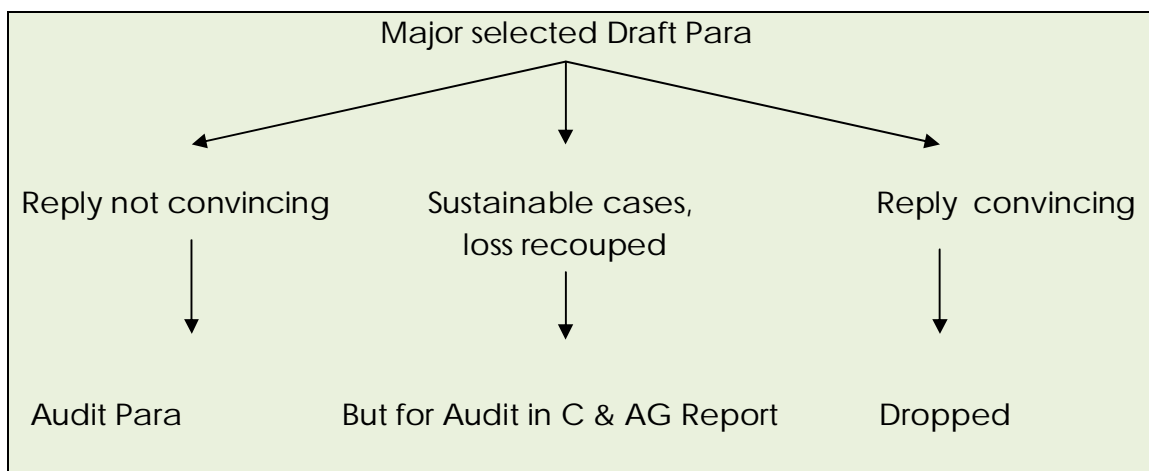 Major selected Draft Para
Reply not convincing
Sustainable cases,
loss recouped
Reply convincing
Audit Para
But for Audit in C & AG Report
Dropped